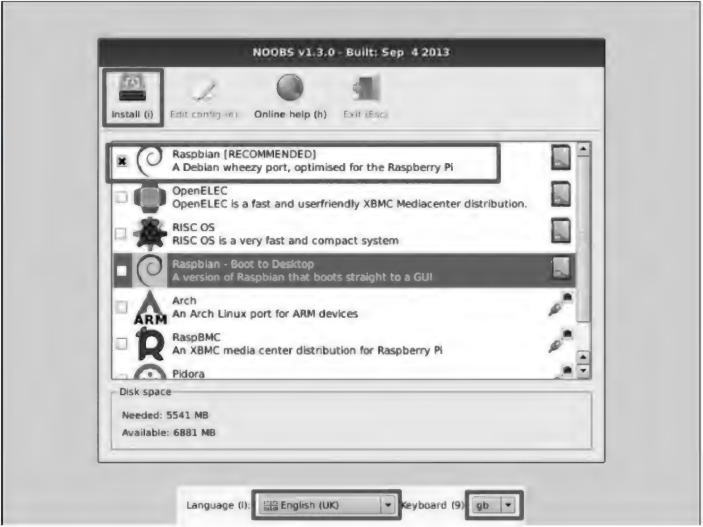 NOOBS v1.3.0 - Built: Sep 4 2013
Install (i) Edit config (e) Online help (h) Exit (Esc)
Raspbian [RECOMMENDED]
A Debian wheezy port, optimised for the Raspberry Pi
OpenELEC
OpenELEC is a fast and userfriendly XBMC Mediacenter distribution.
RISC OS
RISC OS is a very fast and compact system
Raspbian - Boot to Desktop
A version of Raspbian that boots straight to a GUI
Arch
An Arch Linux port for ARM devices
ARM
RaspBMC
An XBMC media center distribution for Raspberry Pi
Pidora
Disk space
Needed: 5541 MB
Available: 6881 MB
Language (l): English (UK) Keyboard (9): gb